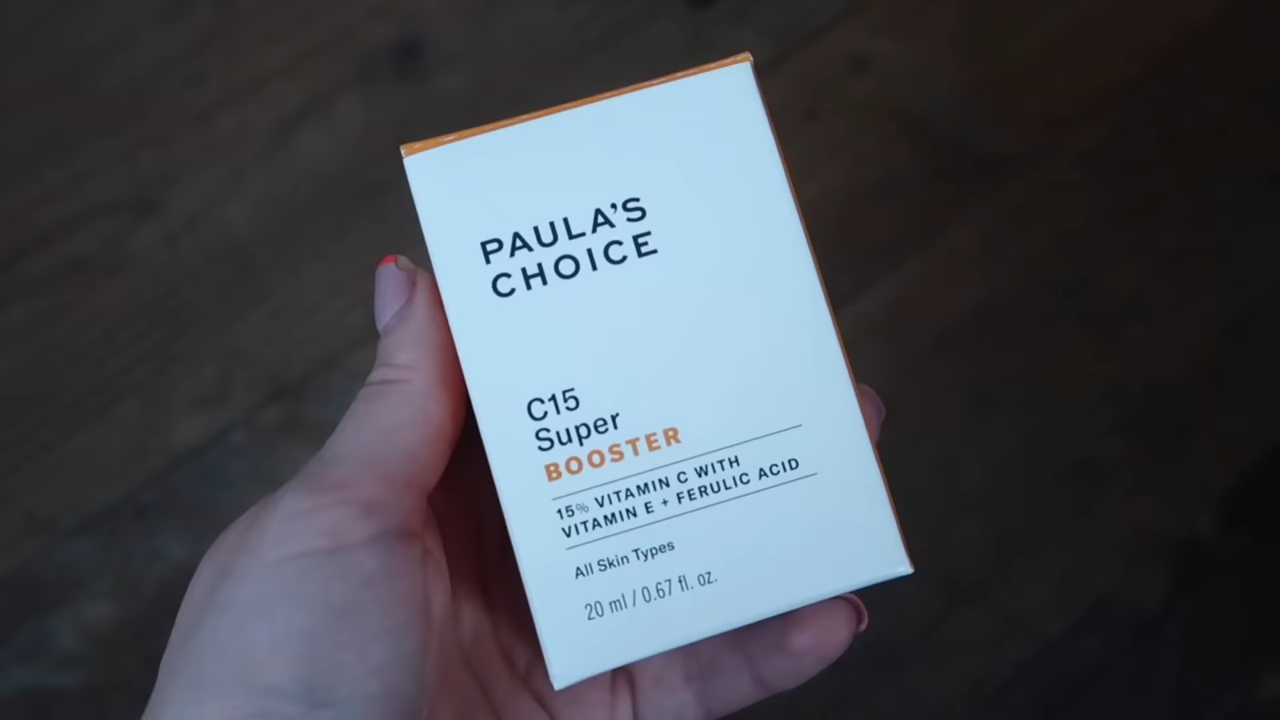 PAULA'S
CHOICE
C15
Super
BOOSTER
15% VITAMIN C WITH
VITAMIN E + FERULIC ACID
All Skin Types
20 ml / 0.67 fl. oz.